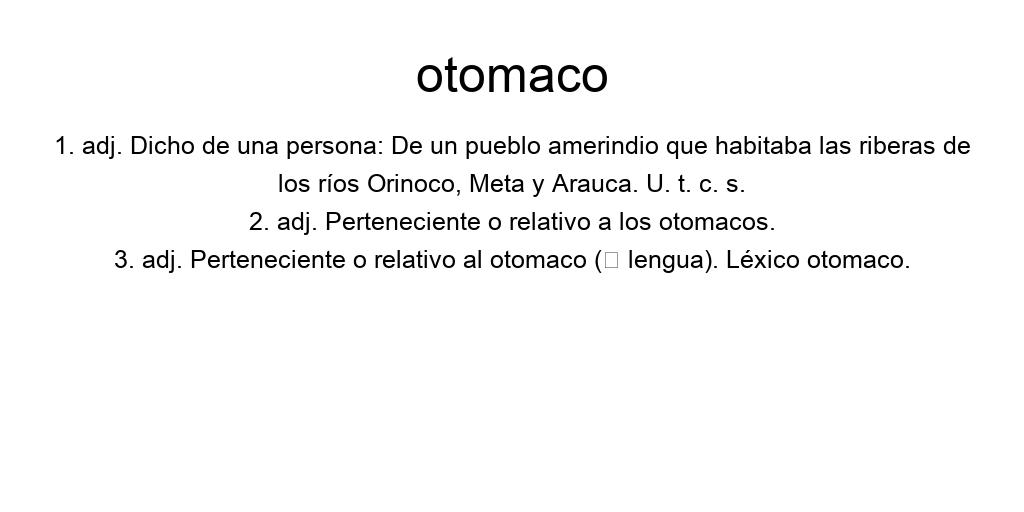 otomaco
1. adj. Dicho de una persona: De un pueblo amerindio que habitaba las riberas de
los ríos Orinoco, Meta y Arauca. U. t. c. s.
2. adj. Perteneciente o relativo a los otomacos.
3. adj. Perteneciente o relativo al otomaco (□ lengua). Léxico otomaco.